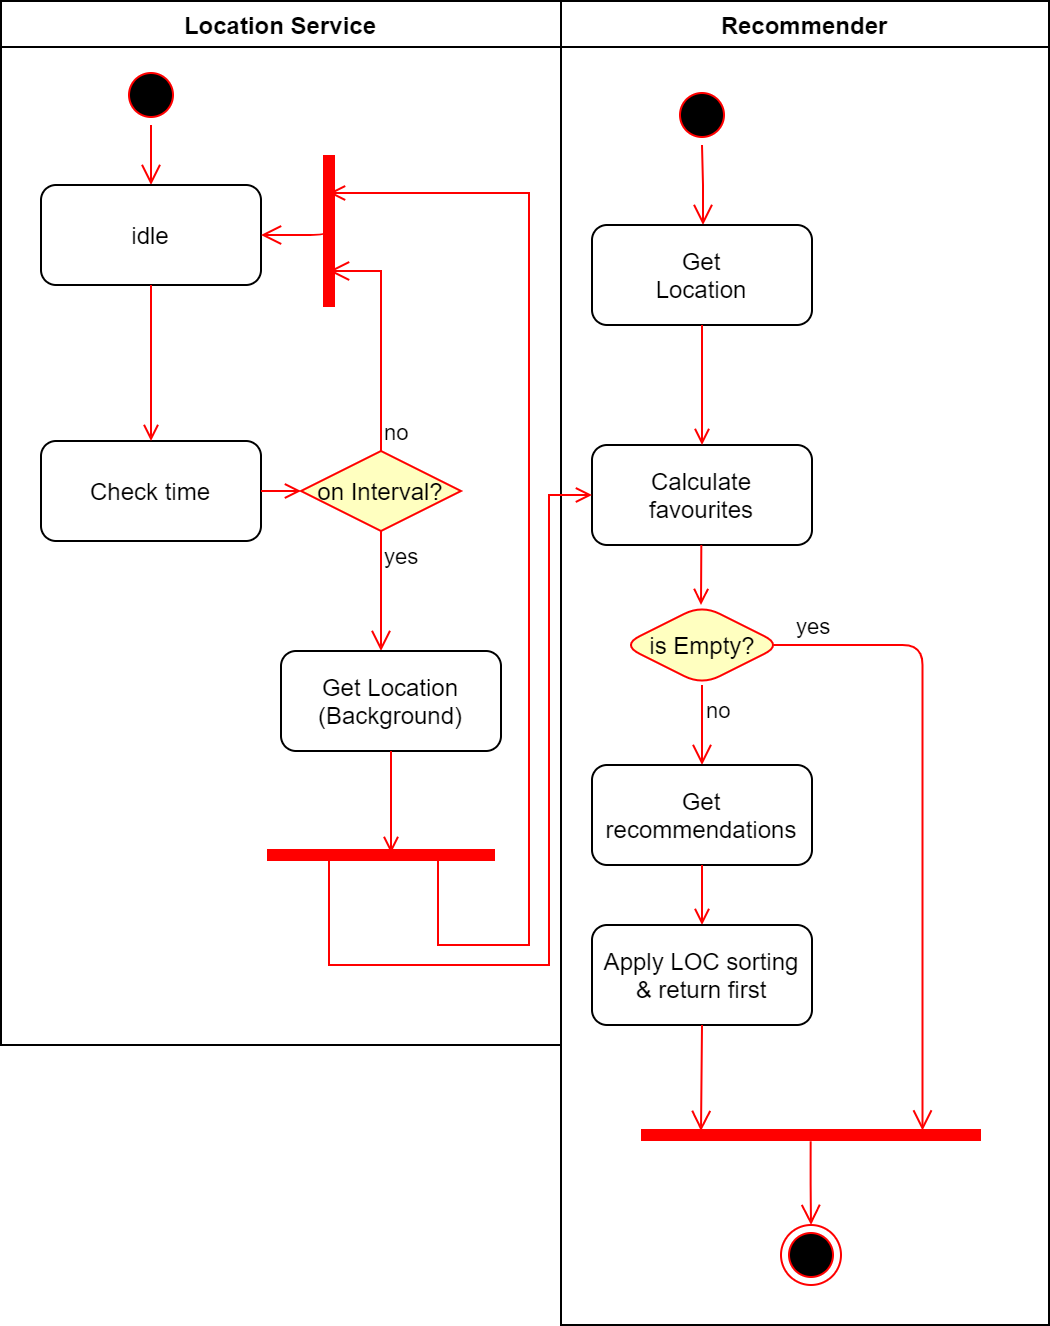 Location Service
Recommender
idle
Get
Location
no
Check time
on Interval?
Calculate
favourites
yes
yes
is Empty?
Get Location
(Background)
no
Get
recommendations
Apply LOC sorting
& return first